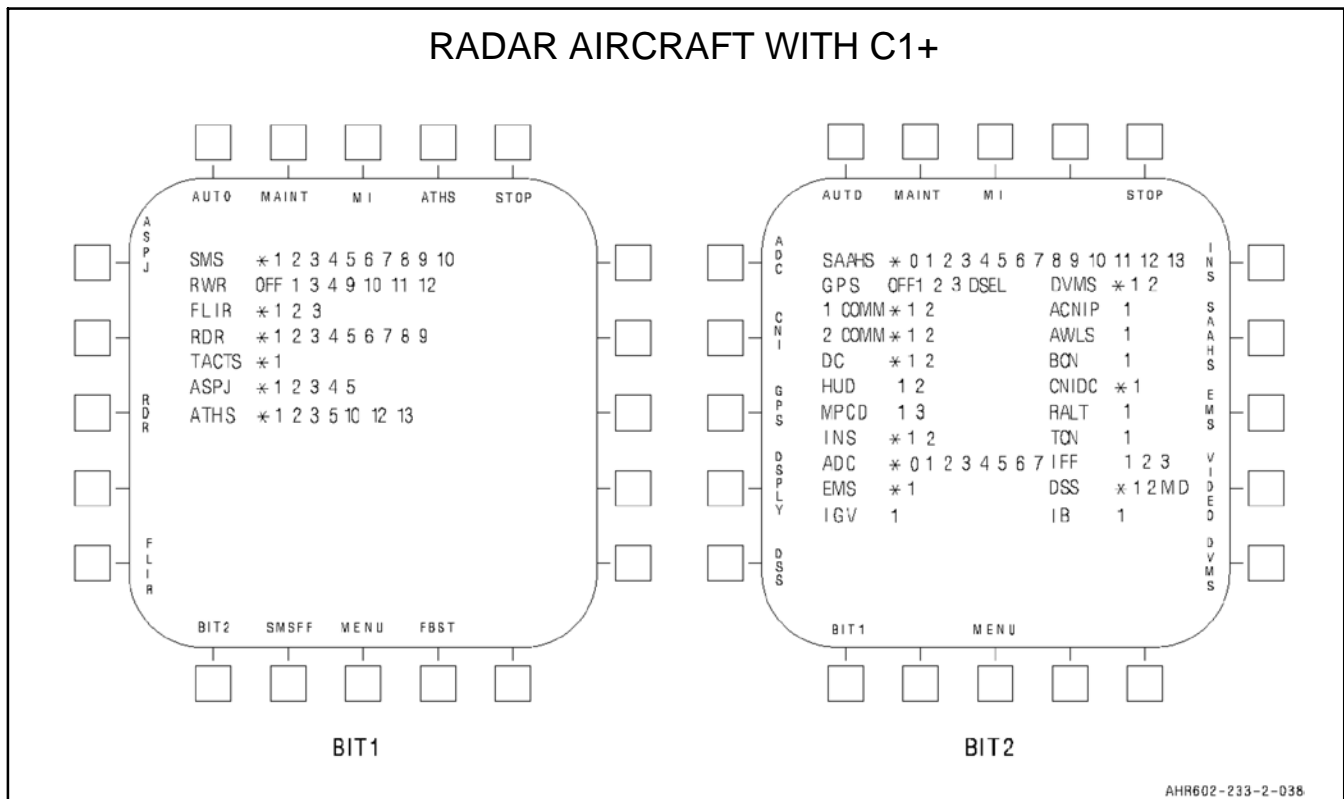 RADAR AIRCRAFT WITH C1+
AUTO MAINT MI ATHS STOP
ASPJ
RDR
FLIR
SMS *1 2 3 4 5 6 7 8 9 10
RWR OFF 1 3 4 9 10 11 12
FLIR *1 2 3
RDR *1 2 3 4 5 6 7 8 9
TACTS *1
ASPJ *1 2 3 4 5
ATHS *1 2 3 5 10 12 13
BIT2 SMSFF MENU FBST
BIT1
AUTO MAINT MI STOP
ADC
CNI
GPS
DSPLY
DSS
SAAHS * 0 1 2 3 4 5 6 7 8 9 10 11 12 13
GPS OFF1 2 3 DSEL DVMS *1 2
1 COMM *1 2 ACNIP 1
2 COMM *1 2 AWLS 1
DC *1 2 BCN 1
HUD 1 2 CNIDC *1
MPCD 1 3 RALT 1
INS *1 2 TCN 1
ADC * 0 1 2 3 4 5 6 7 IFF 1 2 3
EMS *1 DSS *1 2 MD
IGV 1 IB 1
INS
SAAHS
EMS
VIDEO
DVMS
BIT1 MENU
BIT2
AHR602-233-2-038